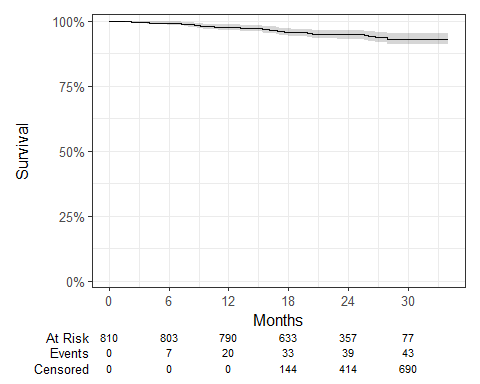 100%
75%
50%
25%
0%
Survival
0 6 12 18 24 30
Months
At Risk 810 803 790 633 357 77
Events 0 7 20 33 39 43
Censored 0 0 0 144 414 690